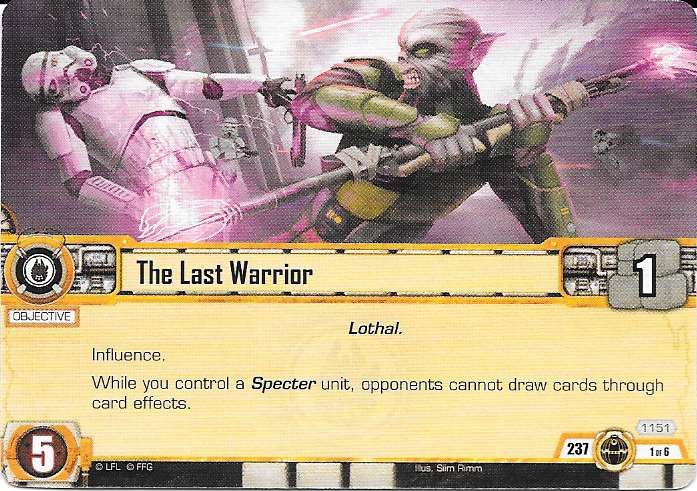 The Last Warrior
1
OBJECTIVE
Lothal.
Influence.
While you control a Specter unit, opponents cannot draw cards through
card effects.
5
© LFL © FFG
Illus. Slim Rimm
237
1151
1 OF 6